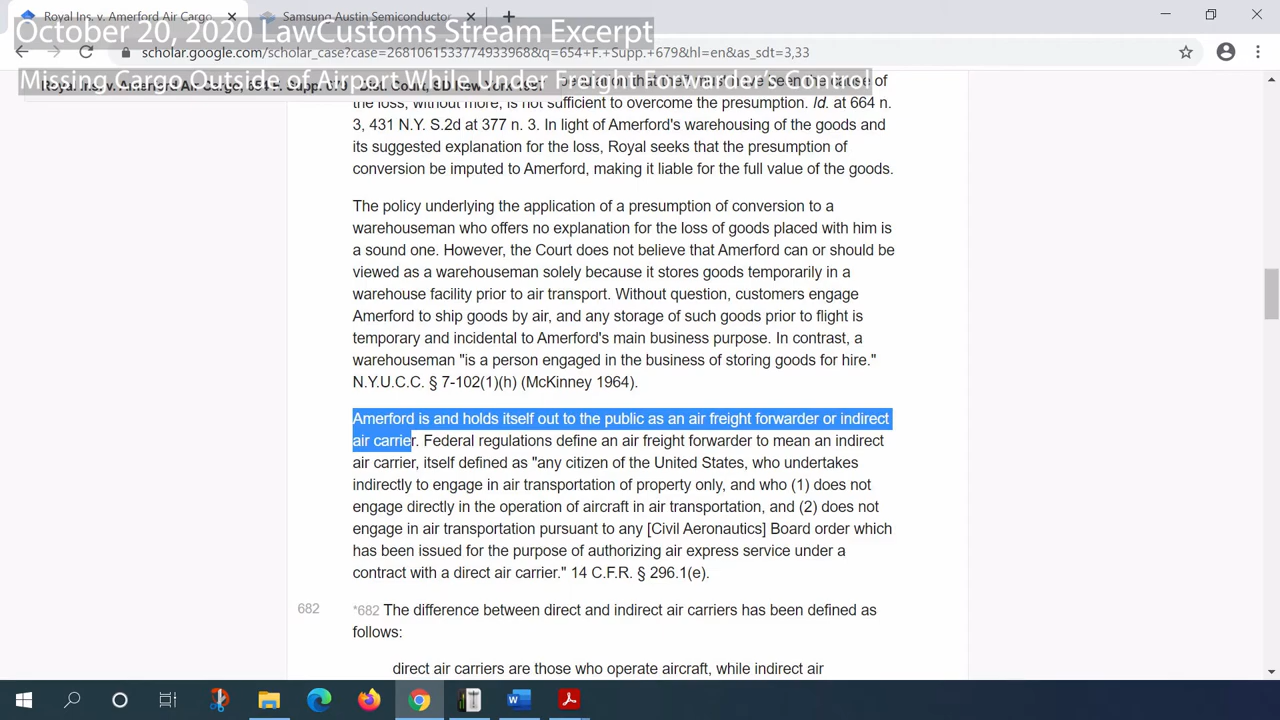 Royal Ins. v. Amerford Air Cargo,
Samsung Austin Semiconductor
October 20, 2020 LawCustoms Stream Excerpt
scholar.google.com/scholar_case?case=268106153377493396&q=654+F.+Supp.+679&hl=en&as_sdt=3,33
Missing Cargo Outside of Airport While Under Freight Forwarder's Control
Royal Ins. v. Amerford Air Cargo, 654 F. Supp. 679 - Dist. Court, SD New York 1987
of
the loss, without more, is not sufficient to overcome the presumption. Id. at 664 n.
3, 431 N.Y. S.2d at 377 n. 3. In light of Amerford's warehousing of the goods and
its suggested explanation for the loss, Royal seeks that the presumption of
conversion be imputed to Amerford, making it liable for the full value of the goods.
The policy underlying the application of a presumption of conversion to a
warehouseman who offers no explanation for the loss of goods placed with him is
a sound one. However, the Court does not believe that Amerford can or should be
viewed as a warehouseman solely because it stores goods temporarily in a
warehouse facility prior to air transport. Without question, customers engage
Amerford to ship goods by air, and any storage of such goods prior to flight is
temporary and incidental to Amerford's main business purpose. In contrast, a
warehouseman "is a person engaged in the business of storing goods for hire."
N.Y.U.C.C. § 7-102(1)(h) (McKinney 1964).
Amerford is and holds itself out to the public as an air freight forwarder or indirect
air carrier. Federal regulations define an air freight forwarder to mean an indirect
air carrier, itself defined as "any citizen of the United States, who undertakes
indirectly to engage in air transportation of property only, and who (1) does not
engage directly in the operation of aircraft in air transportation, and (2) does not
engage in air transportation pursuant to any [Civil Aeronautics] Board order which
has been issued for the purpose of authorizing air express service under a
contract with a direct air carrier." 14 C.F.R. § 296.1(e).
682 *682 The difference between direct and indirect air carriers has been defined as
follows:
direct air carriers are those who operate aircraft, while indirect air